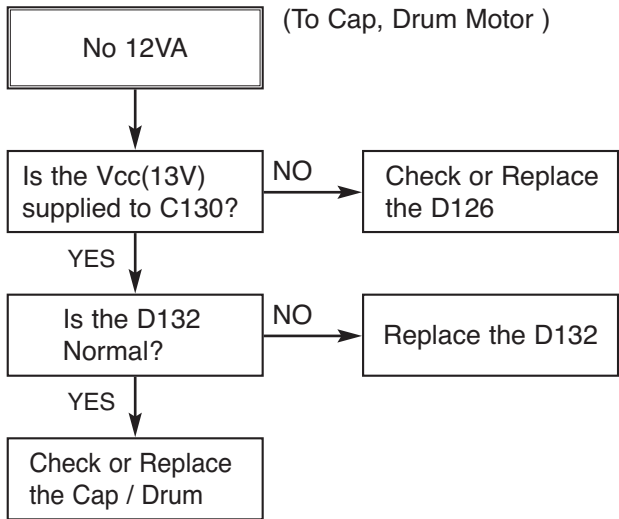 No 12VA
(To Cap, Drum Motor )
Is the Vcc(13V)
supplied to C130?
NO
Check or Replace
the D126
YES
Is the D132
Normal?
NO
Replace the D132
YES
Check or Replace
the Cap / Drum